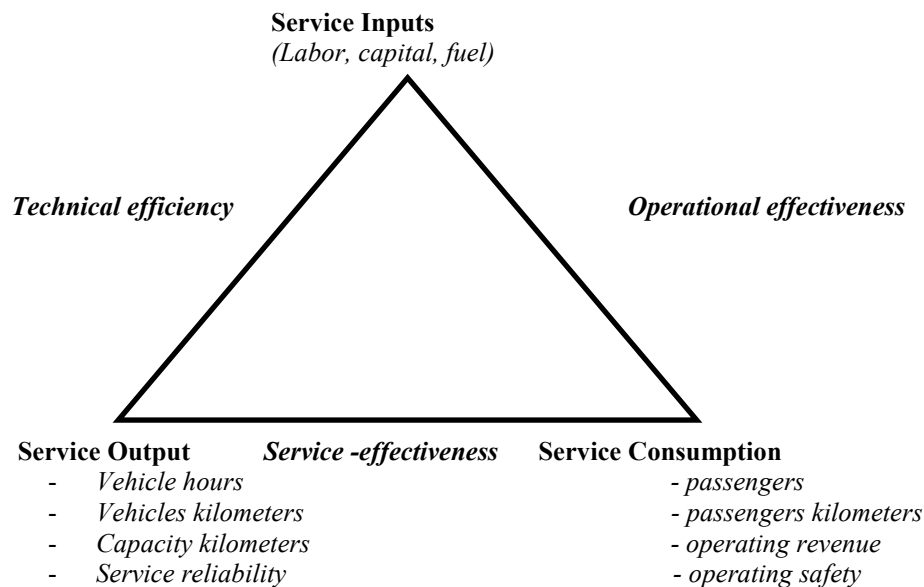 Service Inputs
(Labor, capital, fuel)
Technical efficiency
Operational effectiveness
Service Output
Service -effectiveness
Service Consumption
- Vehicle hours
- Vehicles kilometers
- Capacity kilometers
- Service reliability
- passengers
- passengers kilometers
- operating revenue
- operating safety